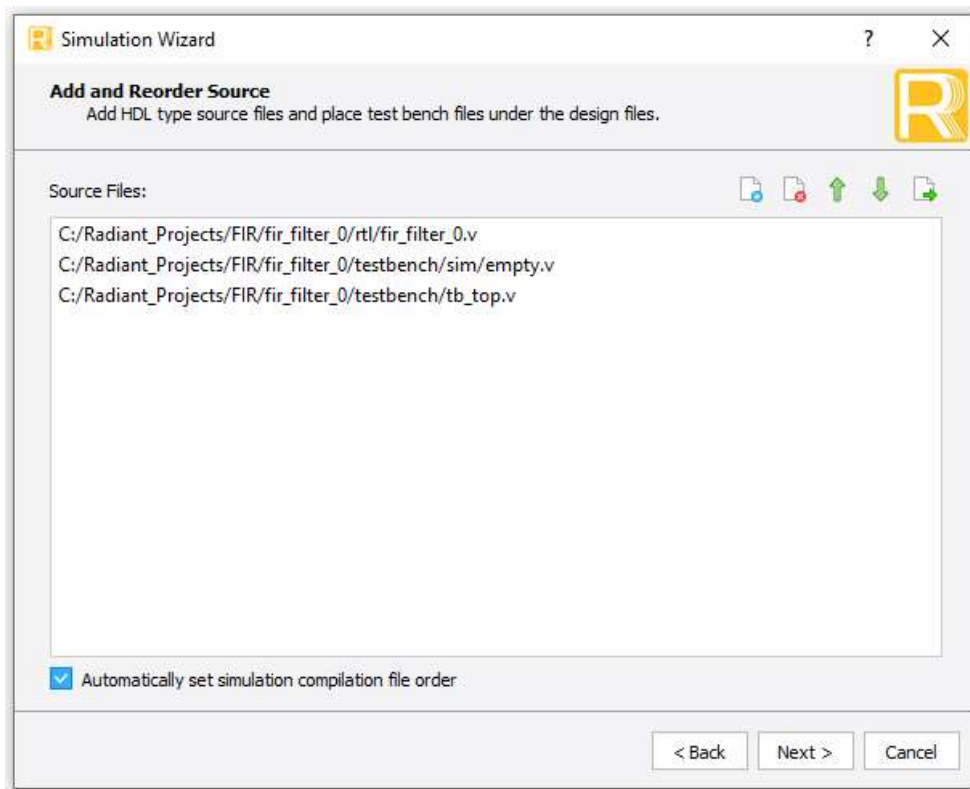 Simulation Wizard
Add and Reorder Source
Add HDL type source files and place test bench files under the design files.
Source Files:
C:/Radiant_Projects/FIR/fir_filter_0/rtl/fir_filter_0.v
C:/Radiant_Projects/FIR/fir_filter_0/testbench/sim/empty.v
C:/Radiant_Projects/FIR/fir_filter_0/testbench/tb_top.v
Automatically set simulation compilation file order
< Back Next > Cancel